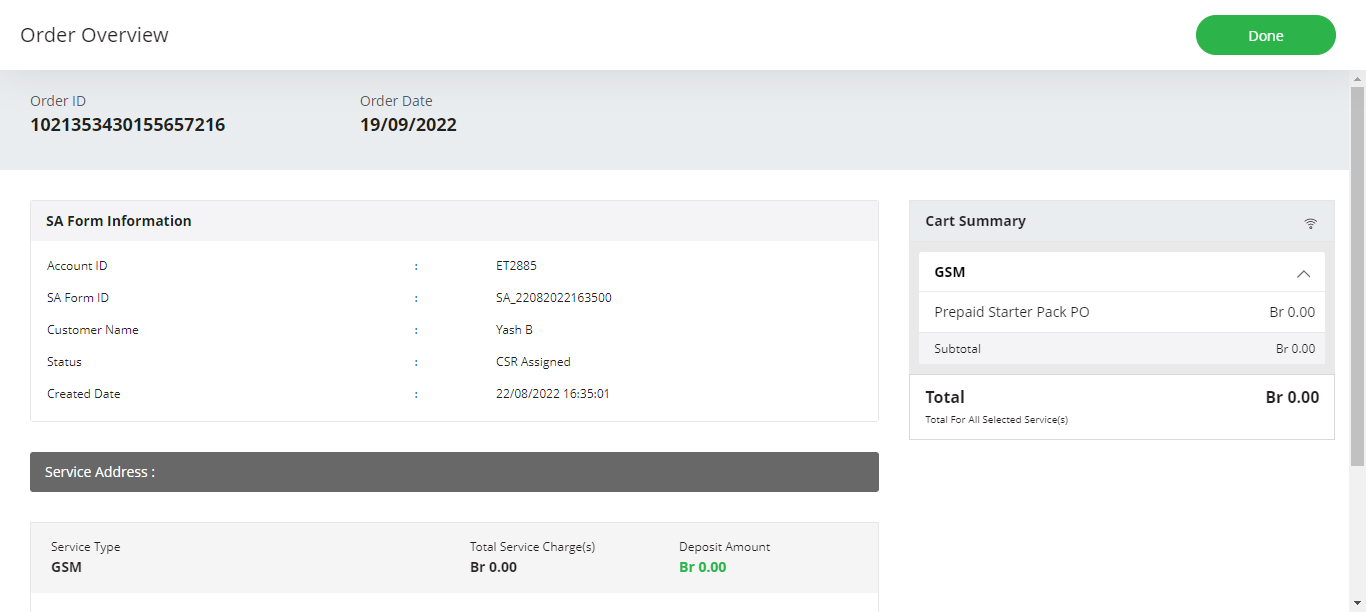 Order Overview
Done
Order ID
Order Date
1021353430155657216
19/09/2022
SA Form Information
Account ID : ET2885
SA Form ID : SA_22082022163500
Customer Name : Yash B
Status : CSR Assigned
Created Date : 22/08/2022 16:35:01
Cart Summary
GSM
Prepaid Starter Pack PO Br 0.00
Subtotal Br 0.00
Total Br 0.00
Total For All Selected Service(s)
Service Address :
Service Type Total Service Charge(s) Deposit Amount
GSM Br 0.00 Br 0.00